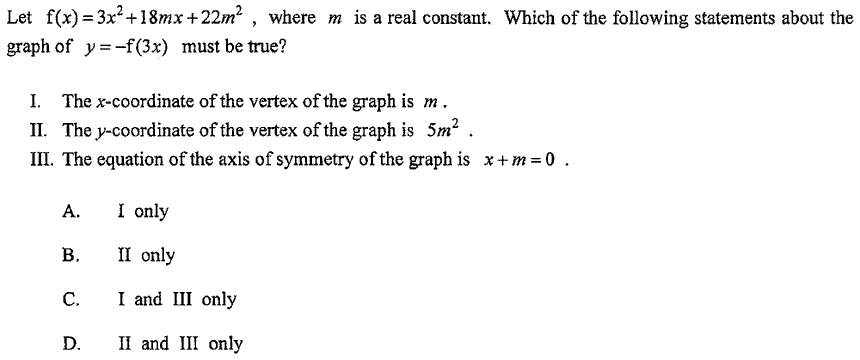 Let f(x)=3x²+18mx+22m² , where m is a real constant. Which of the following statements about the
graph of y=−f(3x) must be true?
I. The x-coordinate of the vertex of the graph is m .
II. The y-coordinate of the vertex of the graph is 5m² .
III. The equation of the axis of symmetry of the graph is x+m=0 .
A. I only
B. II only
C. I and III only
D. II and III only